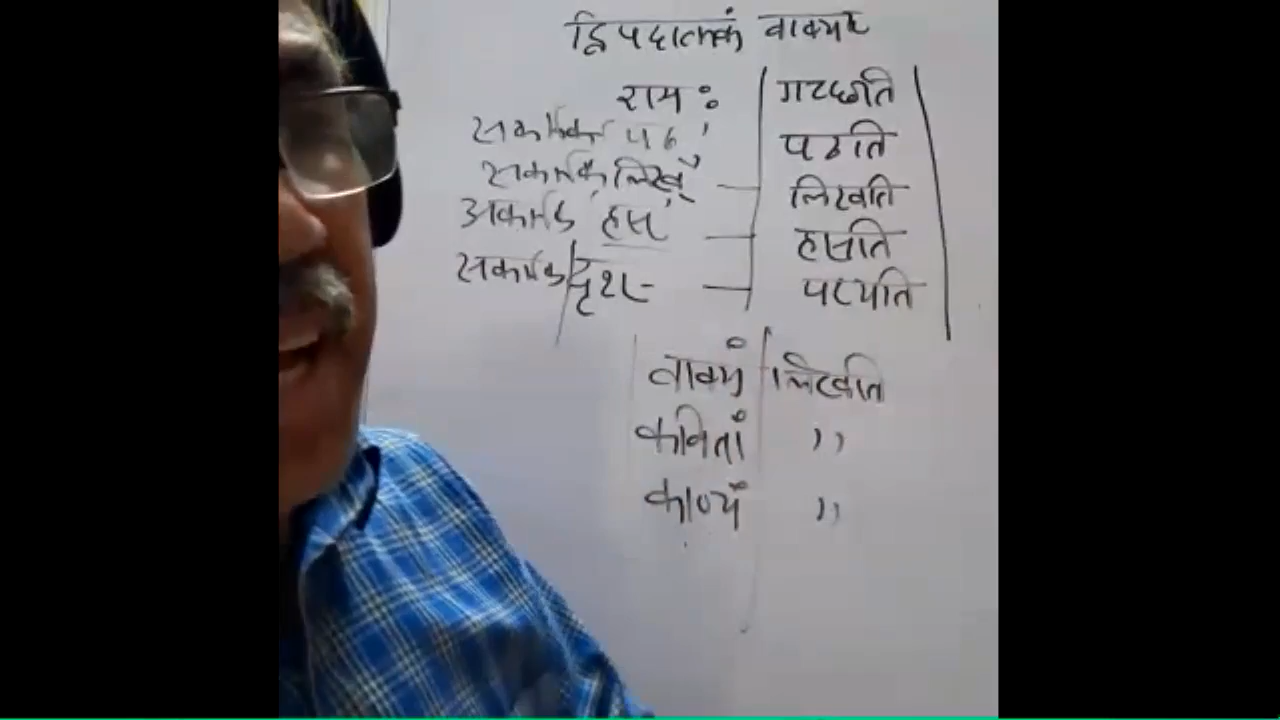 द्विपदात्मकं वाक्यम्
रामः | गच्छति
सकर्मक पठ् | पठति
सकर्मक लिख् — | लिखति
अकर्मक हस् — | हसति
सकर्मक / दृश् — | पश्यति
वाक्यं | लिखति
कवितां ''
काव्यं ''